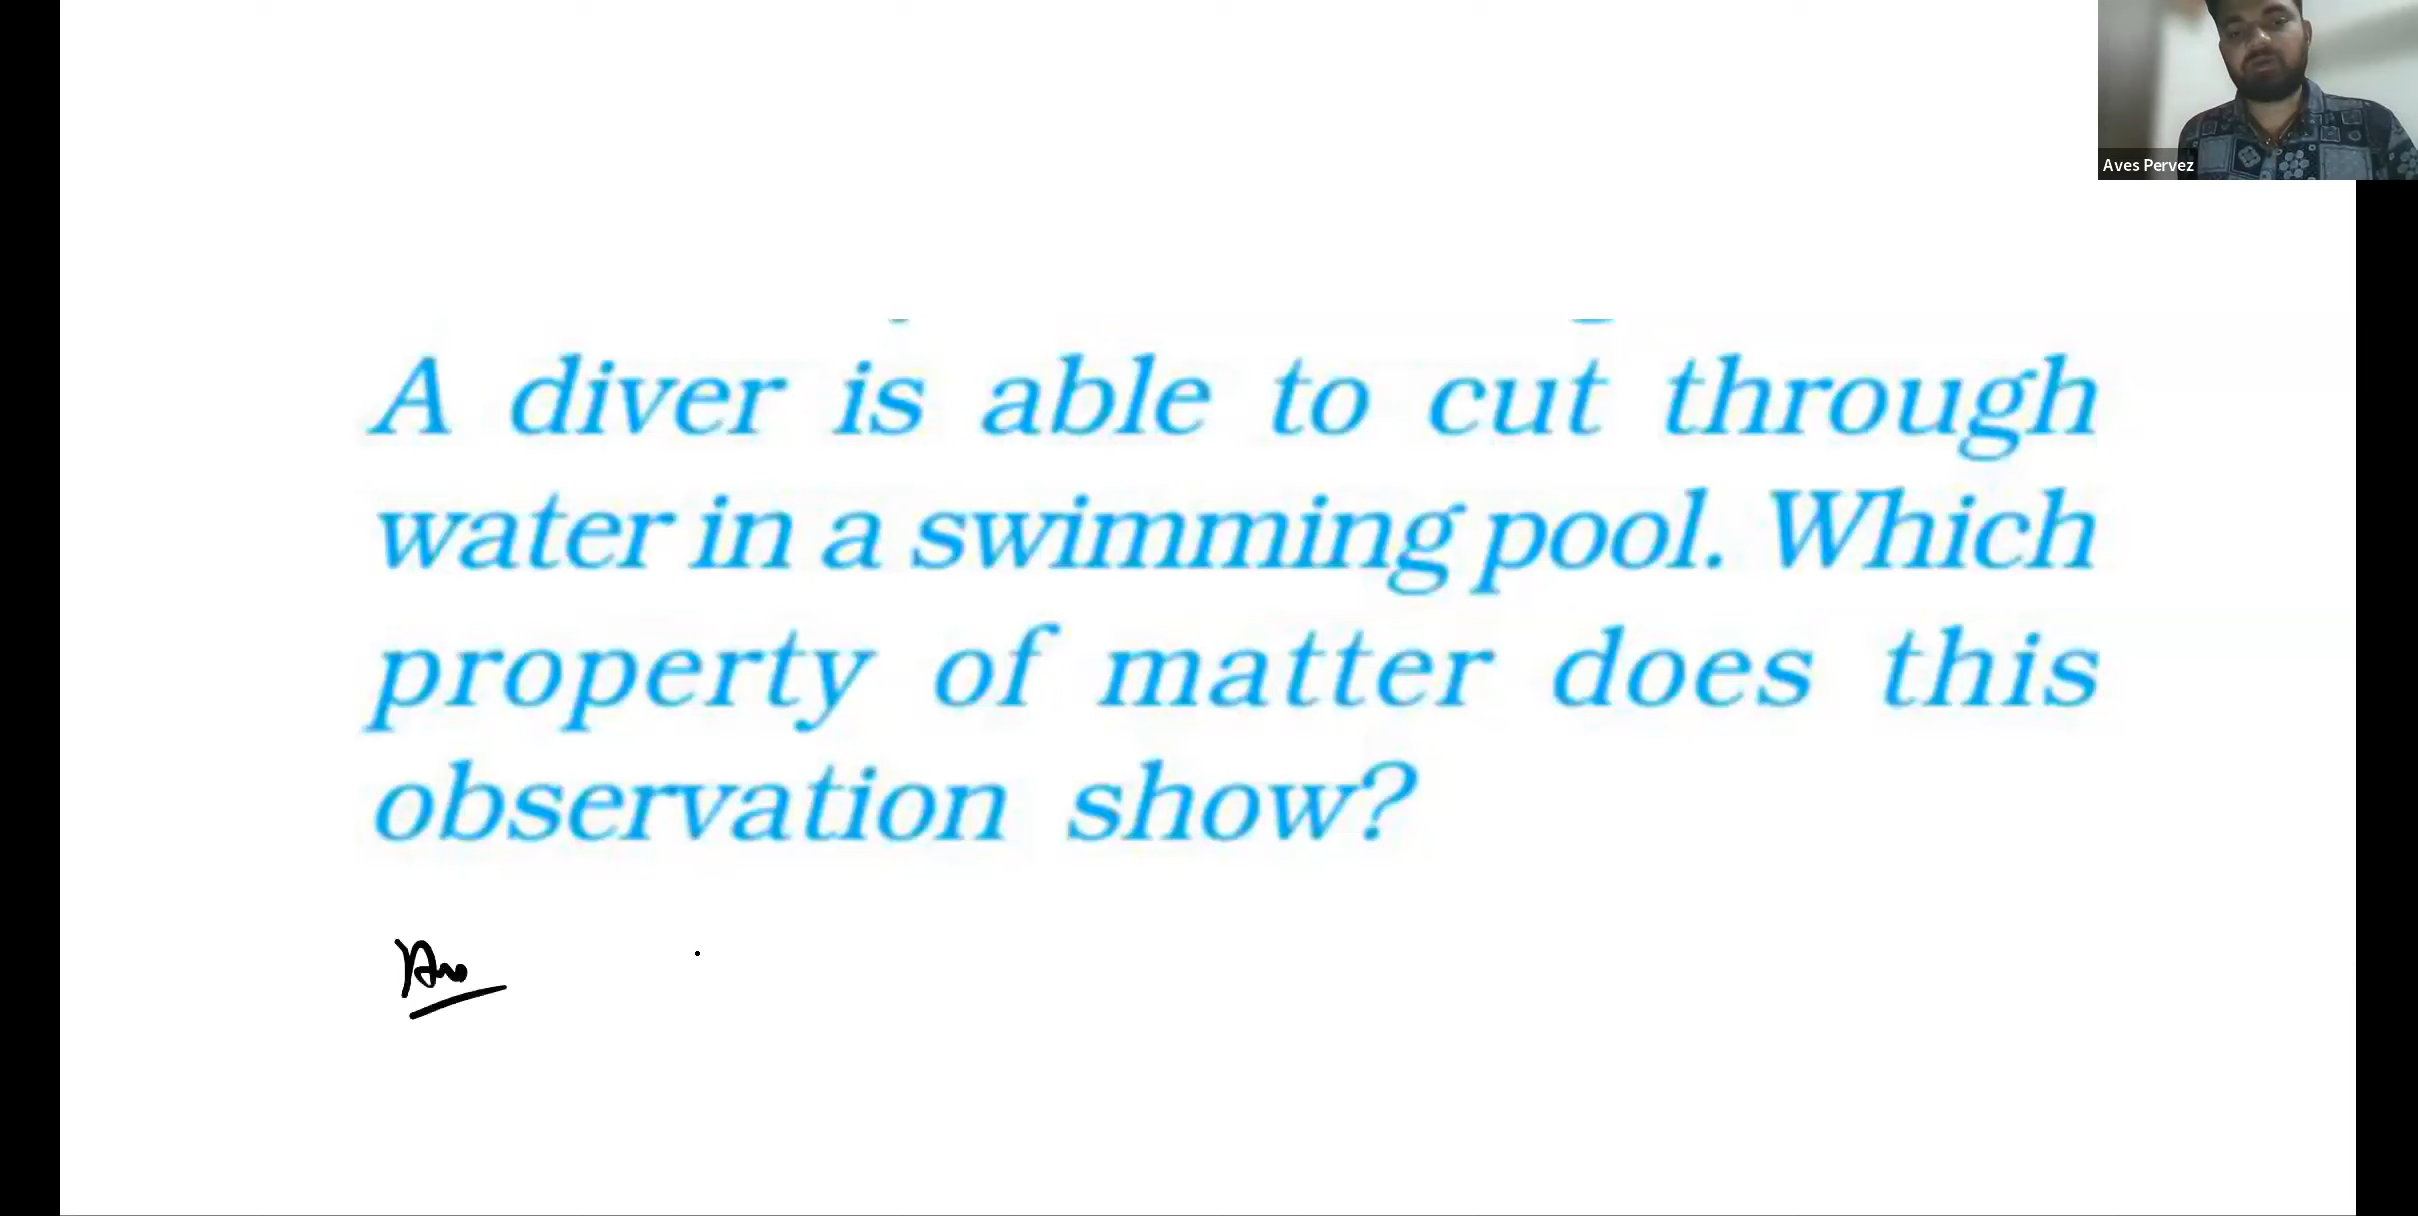 Aves Pervez
A diver is able to cut through
water in a swimming pool. Which
property of matter does this
observation show?
Ans